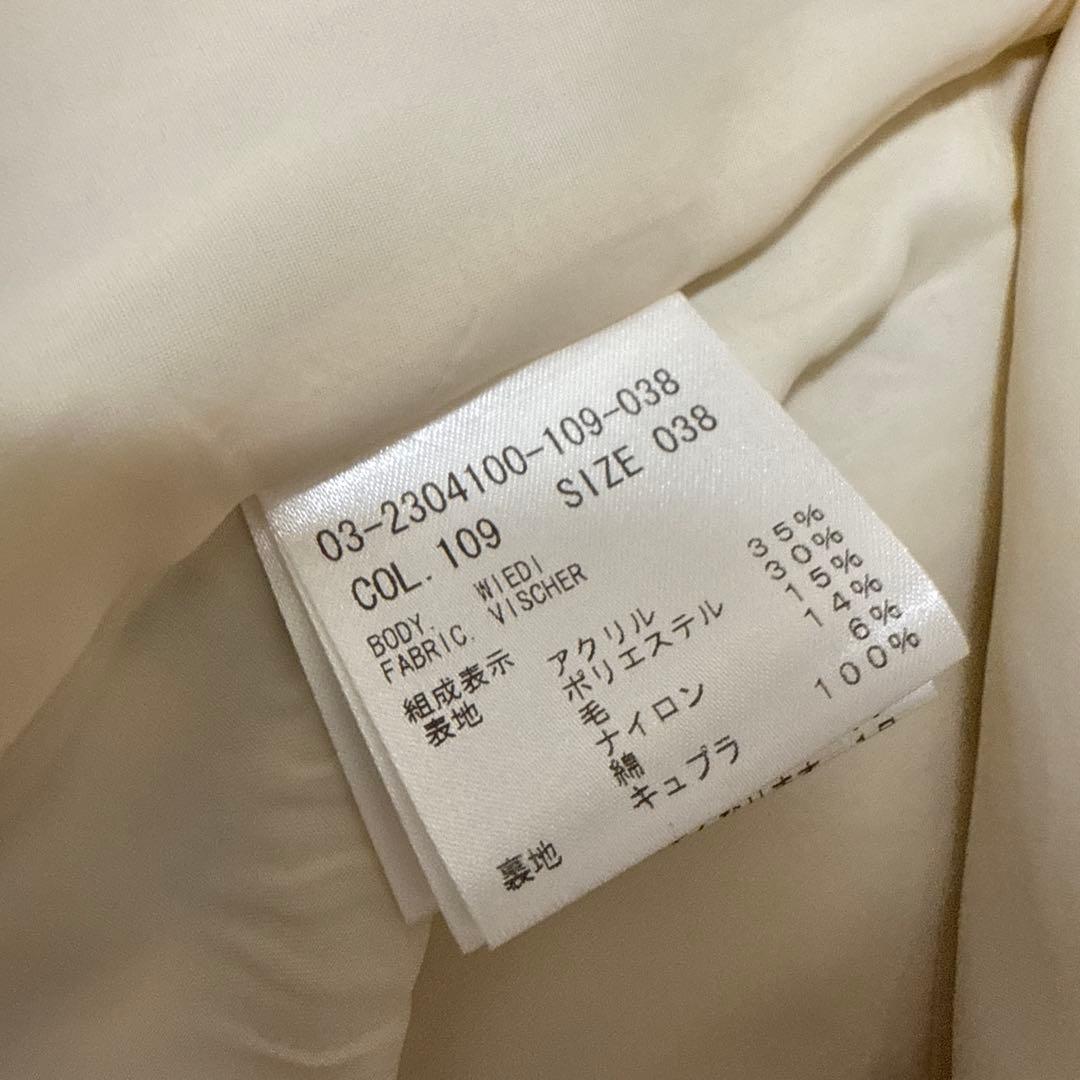 03-2304100-109-038
COL. 109 SIZE 038
BODY. WIEDI
FABRIC. VISCHER
組成表示
表地 アクリル 35%
ポリエステル 30%
毛 15%
ナイロン 14%
綿 6%
裏地 キュプラ 100%